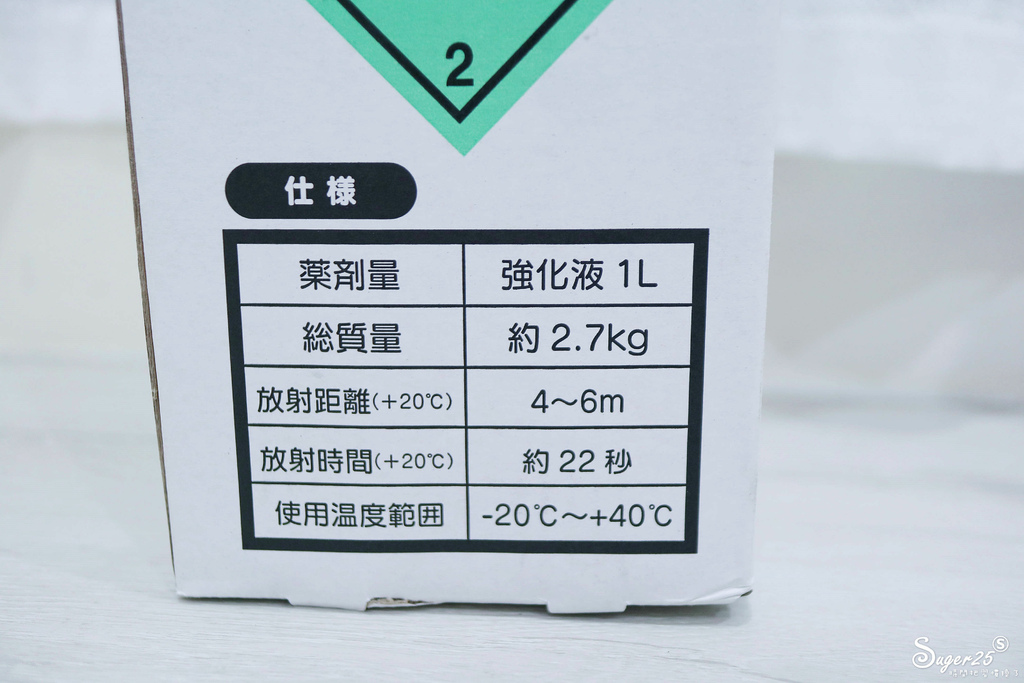 2
仕様
薬剤量 強化液 1L
総質量 約 2.7kg
放射距離(+20℃) 4〜6m
放射時間(+20℃) 約 22 秒
使用温度範囲 -20℃〜+40℃
Suger25 S